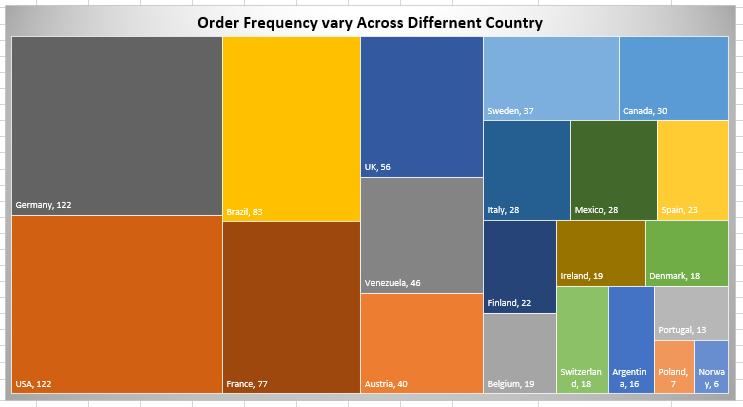 Order Frequency vary Across Differnent Country
Germany, 122
USA, 122
Brazil, 83
France, 77
UK, 56
Venezuela, 46
Austria, 40
Sweden, 37
Canada, 30
Italy, 28
Mexico, 28
Spain, 23
Finland, 22
Belgium, 19
Ireland, 19
Denmark, 18
Switzerlan
d, 18
Argentin
a, 16
Portugal, 13
Poland,
7
Norwa
y, 6